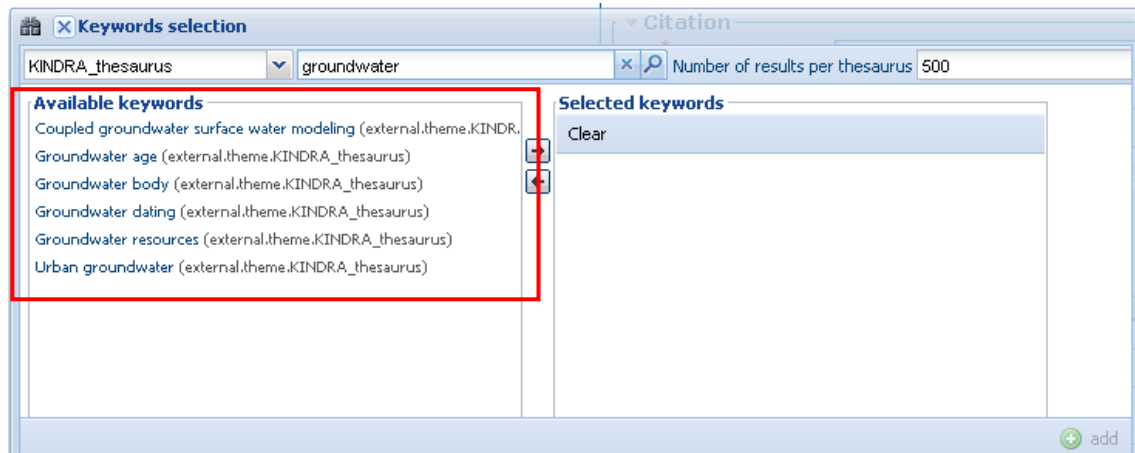 Keywords selection
Citation
KINDRA_thesaurus groundwater Number of results per thesaurus 500
Available keywords
Coupled groundwater surface water modeling (external.theme.KINDR.
Groundwater age (external.theme.KINDRA_thesaurus)
Groundwater body (external.theme.KINDRA_thesaurus)
Groundwater dating (external.theme.KINDRA_thesaurus)
Groundwater resources (external.theme.KINDRA_thesaurus)
Urban groundwater (external.theme.KINDRA_thesaurus)
Selected keywords
Clear
add